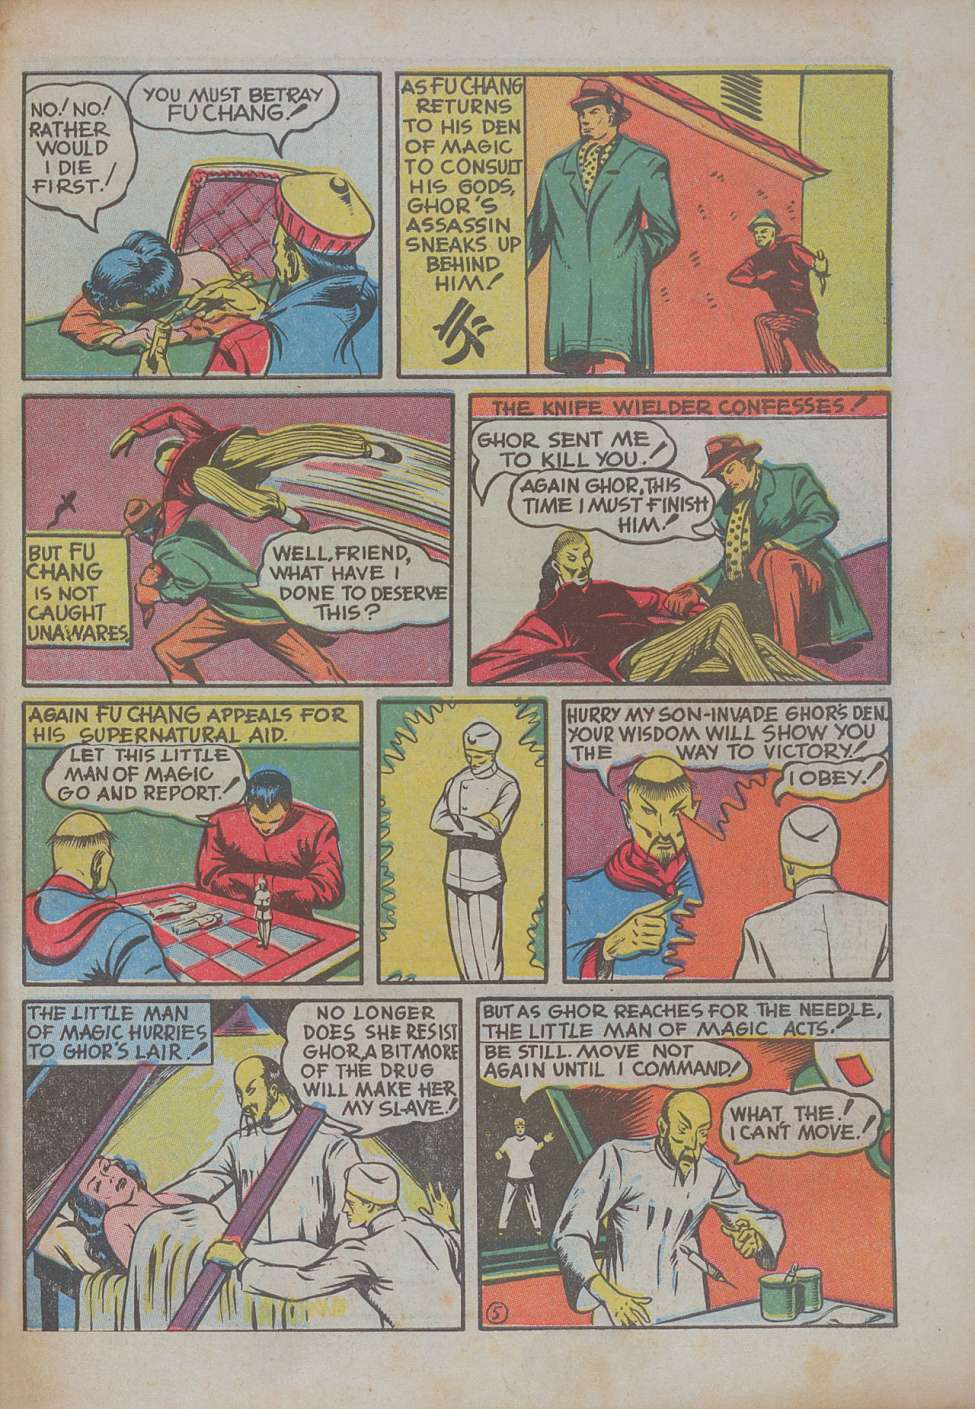 NO! NO!
RATHER
WOULD
I DIE
FIRST!
YOU MUST BETRAY
FU CHANG!
AS FU CHANG
RETURNS
TO HIS DEN
OF MAGIC
TO CONSULT
HIS GODS,
GHOR'S
ASSASSIN
SNEAKS UP
BEHIND
HIM!
BUT FU
CHANG
IS NOT
CAUGHT
UNAWARES.
WELL, FRIEND,
WHAT HAVE I
DONE TO DESERVE
THIS?
THE KNIFE WIELDER CONFESSES!
GHOR SENT ME
TO KILL YOU!
AGAIN GHOR, THIS
TIME I MUST FINISH
HIM!
AGAIN FU CHANG APPEALS FOR
HIS SUPERNATURAL AID.
LET THIS LITTLE
MAN OF MAGIC
GO AND REPORT!
HURRY MY SON-INVADE GHOR'S DEN.
YOUR WISDOM WILL SHOW YOU
THE WAY TO VICTORY!
I OBEY!
THE LITTLE MAN
OF MAGIC HURRIES
TO GHOR'S LAIR!
NO LONGER
DOES SHE RESIST
GHOR, A BIT MORE
OF THE DRUG
WILL MAKE HER
MY SLAVE!
BUT AS GHOR REACHES FOR THE NEEDLE,
THE LITTLE MAN OF MAGIC ACTS!
BE STILL. MOVE NOT
AGAIN UNTIL I COMMAND!
WHAT, THE!
I CAN'T MOVE!
5